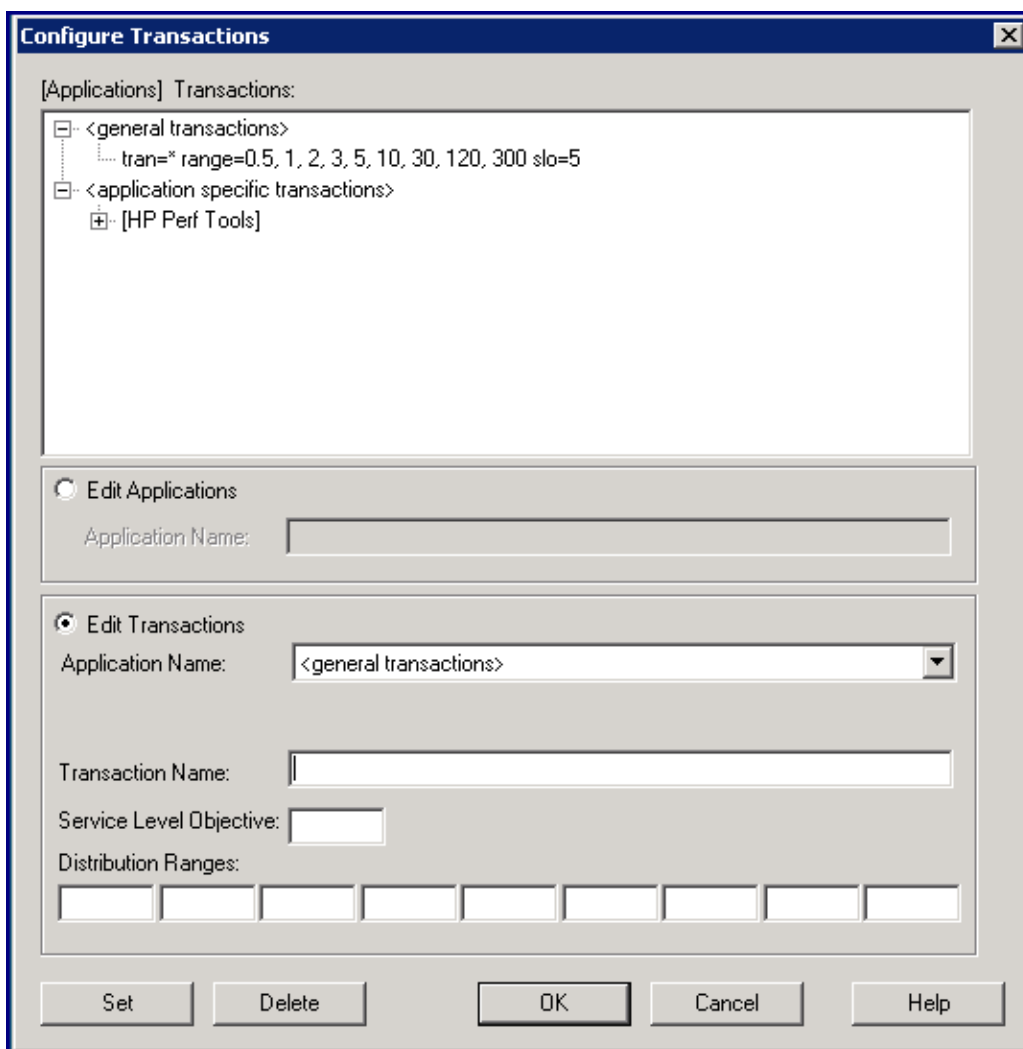 Configure Transactions
[Applications] Transactions:
<general transactions>
tran=* range=0.5, 1, 2, 3, 5, 10, 30, 120, 300 slo=5
<application specific transactions>
[HP Perf Tools]
Edit Applications
Application Name:
Edit Transactions
Application Name: <general transactions>
Transaction Name:
Service Level Objective:
Distribution Ranges:
Set Delete OK Cancel Help